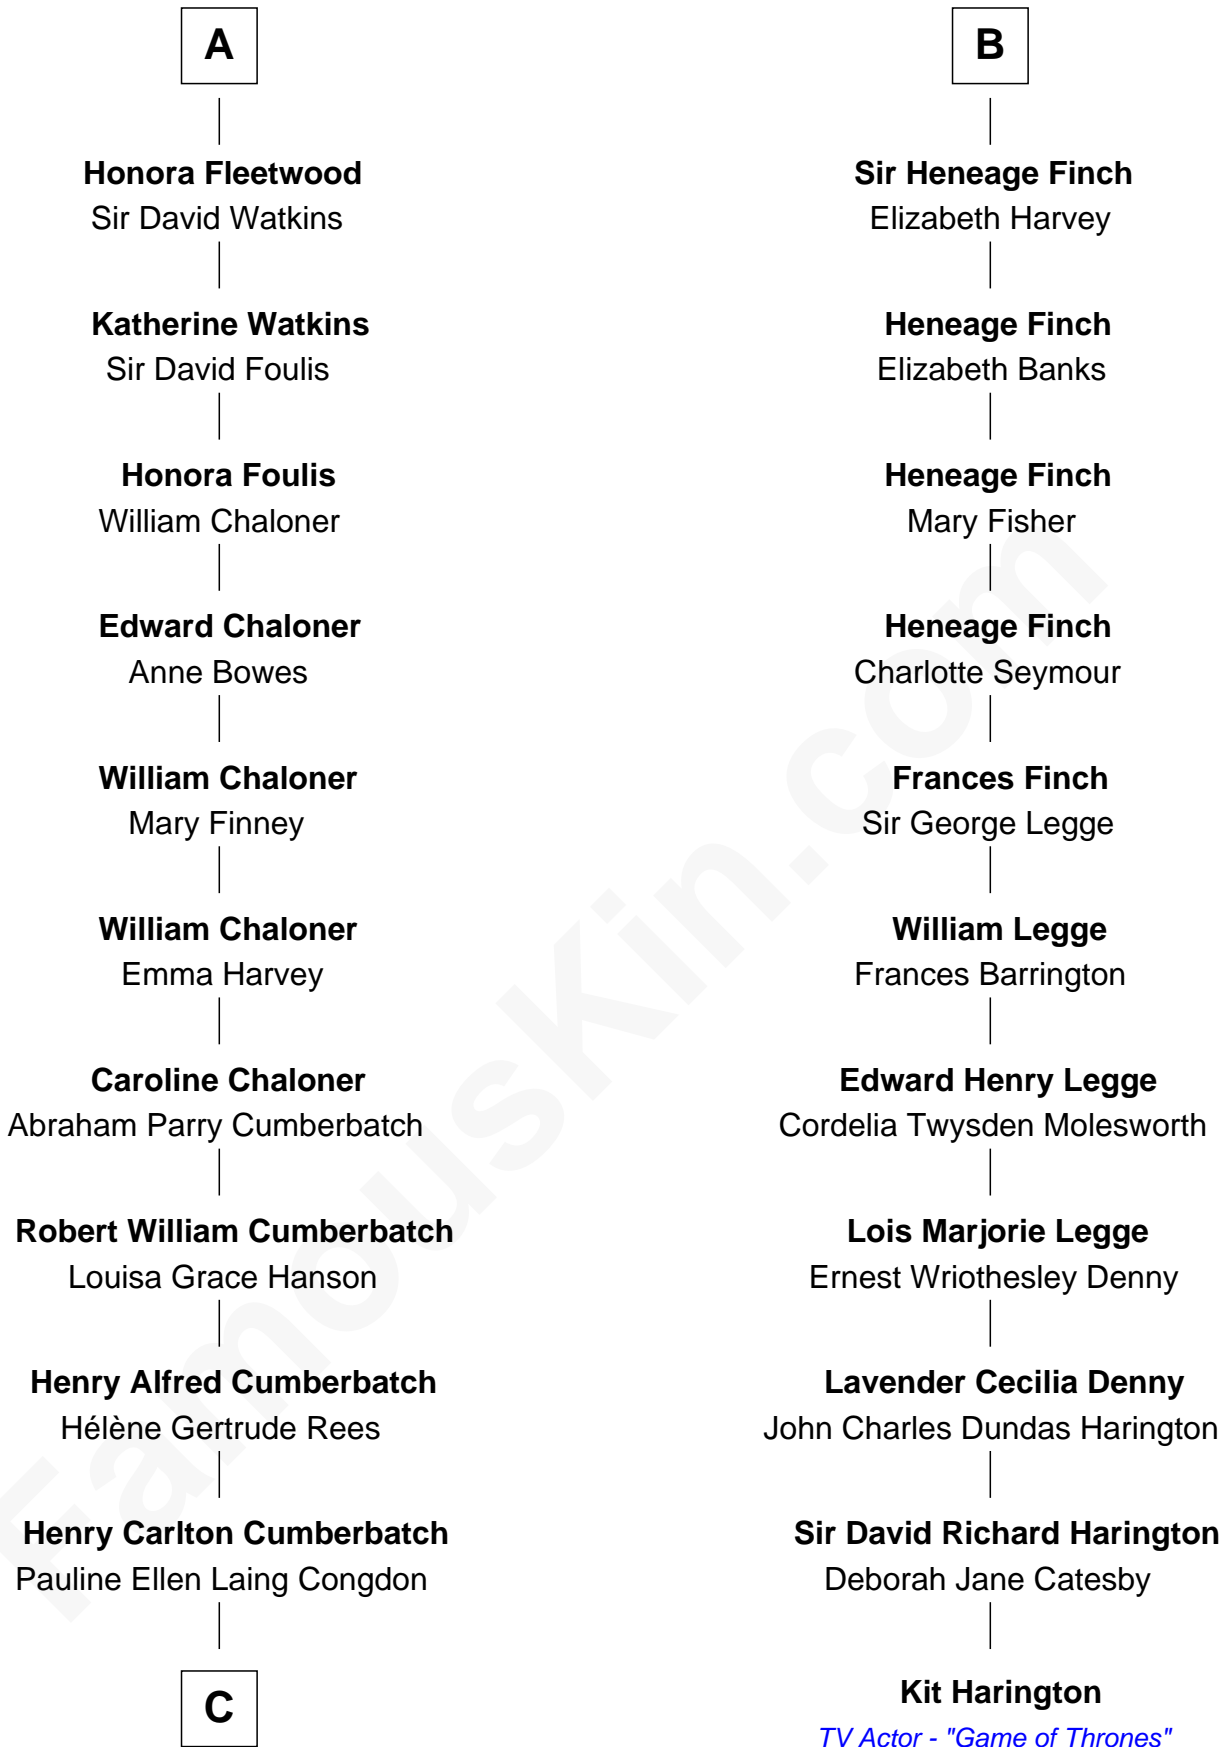 A
Honora Fleetwood
Sir David Watkins
Katherine Watkins
Sir David Foulis
Honora Foulis
William Chaloner
Edward Chaloner
Anne Bowes
William Chaloner
Mary Finney
William Chaloner
Emma Harvey
Caroline Chaloner
Abraham Parry Cumberbatch
Robert William Cumberbatch
Louisa Grace Hanson
Henry Alfred Cumberbatch
Hélène Gertrude Rees
Henry Carlton Cumberbatch
Pauline Ellen Laing Congdon
C
B
Sir Heneage Finch
Elizabeth Harvey
Heneage Finch
Elizabeth Banks
Heneage Finch
Mary Fisher
Heneage Finch
Charlotte Seymour
Frances Finch
Sir George Legge
William Legge
Frances Barrington
Edward Henry Legge
Cordelia Twysden Molesworth
Lois Marjorie Legge
Ernest Wriothesley Denny
Lavender Cecilia Denny
John Charles Dundas Harington
Sir David Richard Harington
Deborah Jane Catesby
Kit Harington
TV Actor - "Game of Thrones"
FamousKin.com